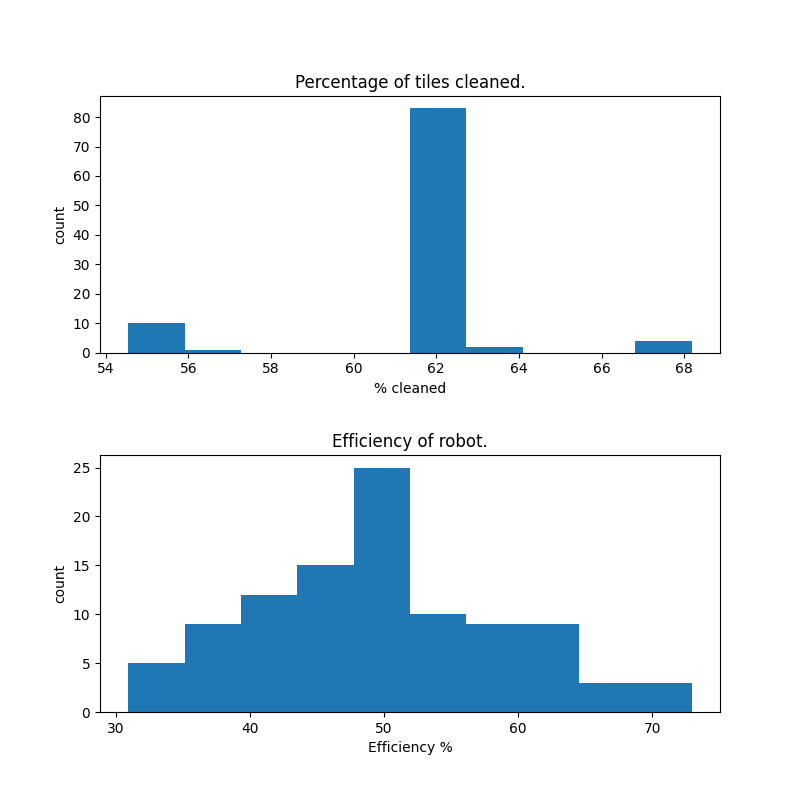 Percentage of tiles cleaned.
80
70
60
50
40
30
20
10
0
count
54 56 58 60 62 64 66 68
% cleaned
Efficiency of robot.
25
20
15
10
5
0
count
30 40 50 60 70
Efficiency %